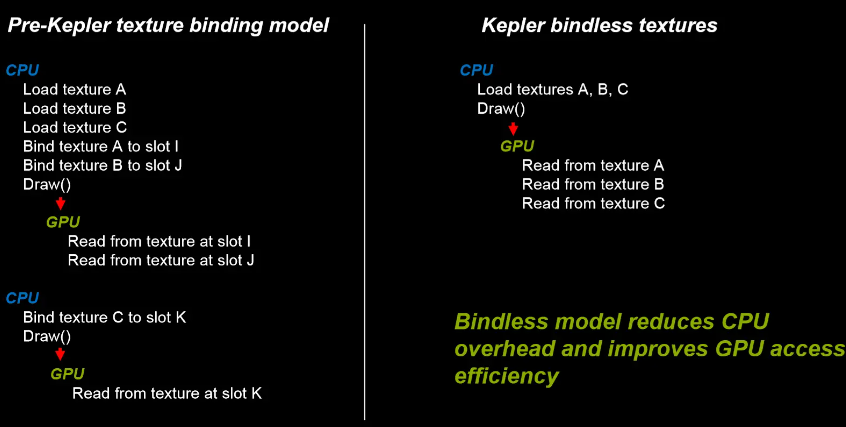 Pre-Kepler texture binding model
CPU
Load texture A
Load texture B
Load texture C
Bind texture A to slot I
Bind texture B to slot J
Draw()
GPU
Read from texture at slot I
Read from texture at slot J
CPU
Bind texture C to slot K
Draw()
GPU
Read from texture at slot K
Kepler bindless textures
CPU
Load textures A, B, C
Draw()
GPU
Read from texture A
Read from texture B
Read from texture C
Bindless model reduces CPU
overhead and improves GPU access
efficiency